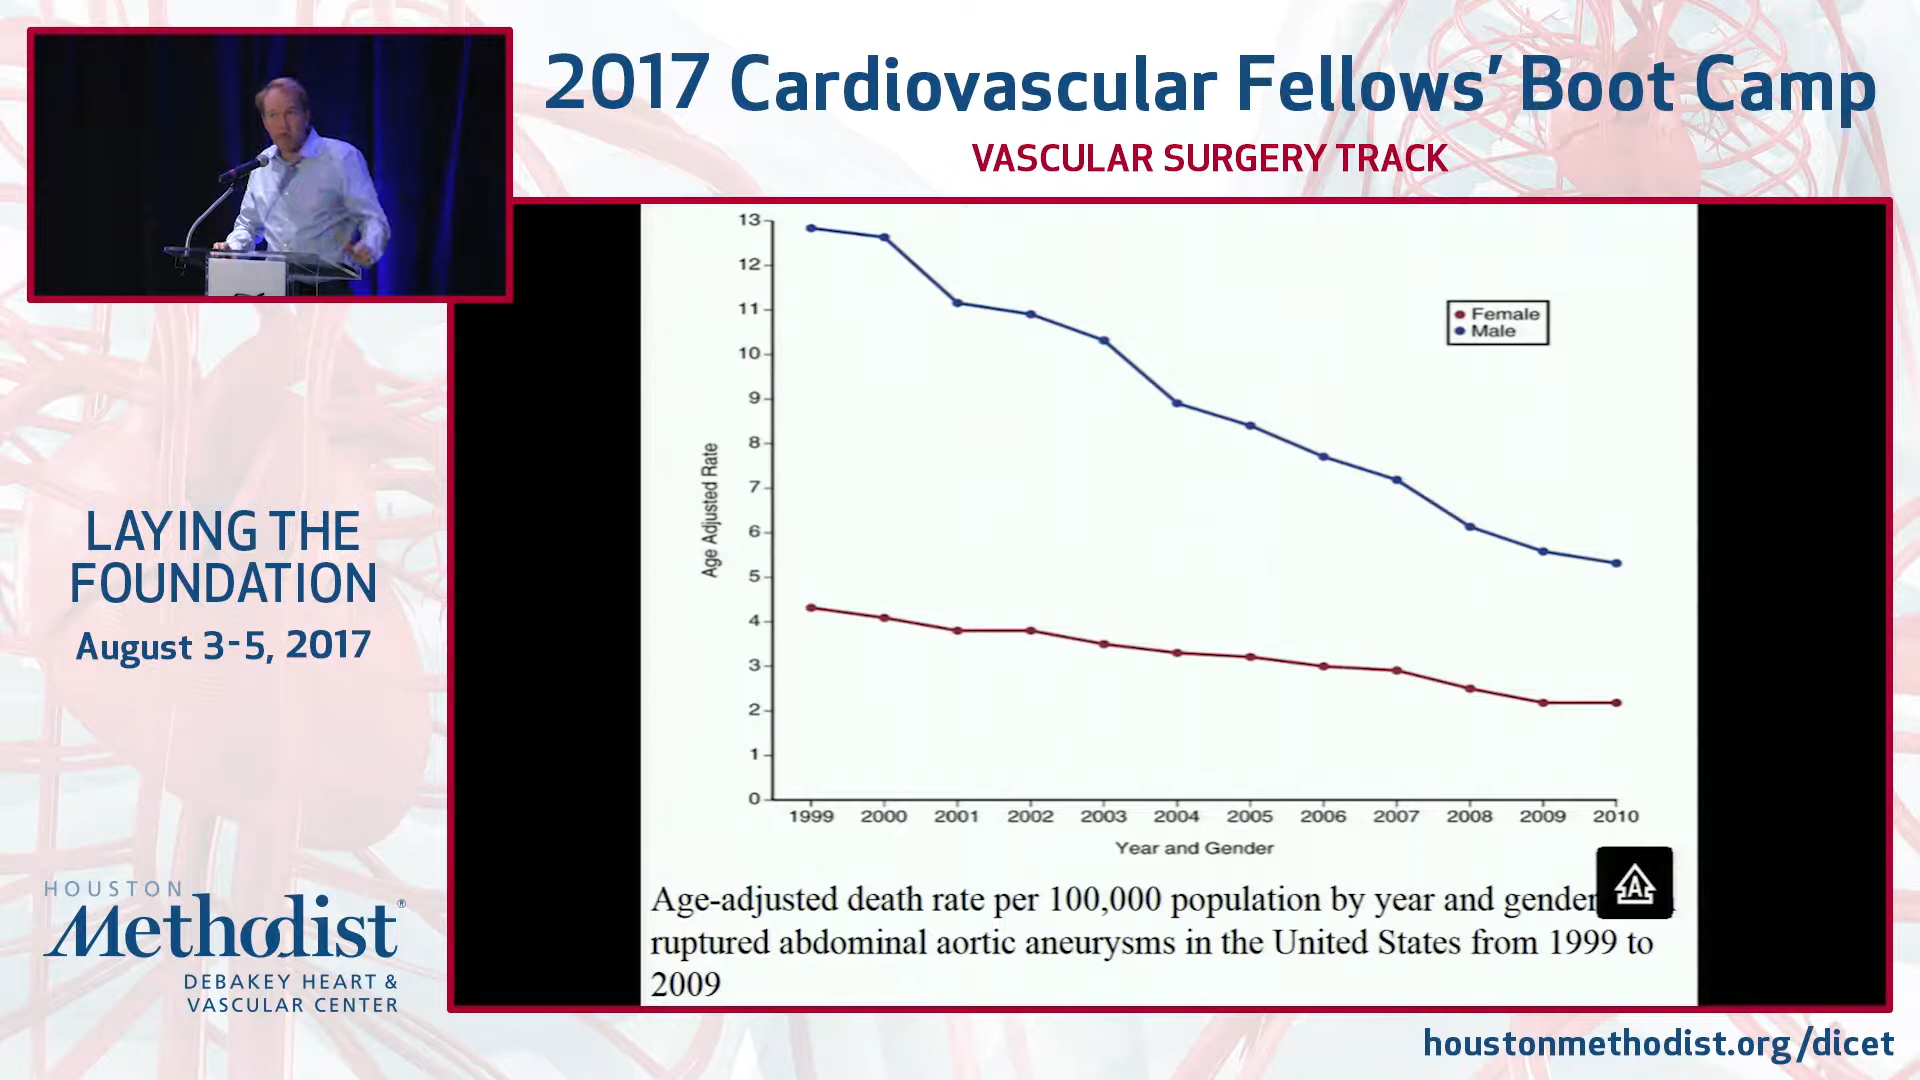 2017 Cardiovascular Fellows' Boot Camp
VASCULAR SURGERY TRACK
LAYING THE
FOUNDATION
August 3-5, 2017
HOUSTON
Methodist®
DEBAKEY HEART &
VASCULAR CENTER
13
12
11
10
9
8
7
6
5
4
3
2
1
0
Age Adjusted Rate
Female
Male
1999 2000 2001 2002 2003 2004 2005 2006 2007 2008 2009 2010
Year and Gender
A
Age-adjusted death rate per 100,000 population by year and gender
ruptured abdominal aortic aneurysms in the United States from 1999 to
2009
houstonmethodist.org/dicet